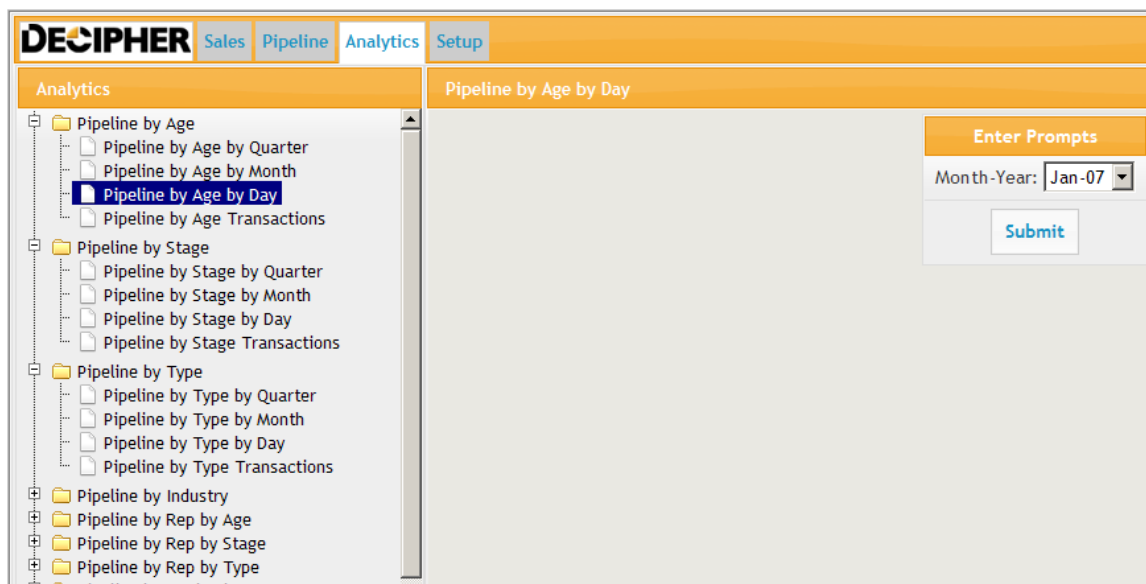 DECIPHER Sales Pipeline Analytics Setup
Analytics
Pipeline by Age
Pipeline by Age by Quarter
Pipeline by Age by Month
Pipeline by Age by Day
Pipeline by Age Transactions
Pipeline by Stage
Pipeline by Stage by Quarter
Pipeline by Stage by Month
Pipeline by Stage by Day
Pipeline by Stage Transactions
Pipeline by Type
Pipeline by Type by Quarter
Pipeline by Type by Month
Pipeline by Type by Day
Pipeline by Type Transactions
Pipeline by Industry
Pipeline by Rep by Age
Pipeline by Rep by Stage
Pipeline by Rep by Type
Pipeline by Age by Day
Enter Prompts
Month-Year: Jan-07
Submit